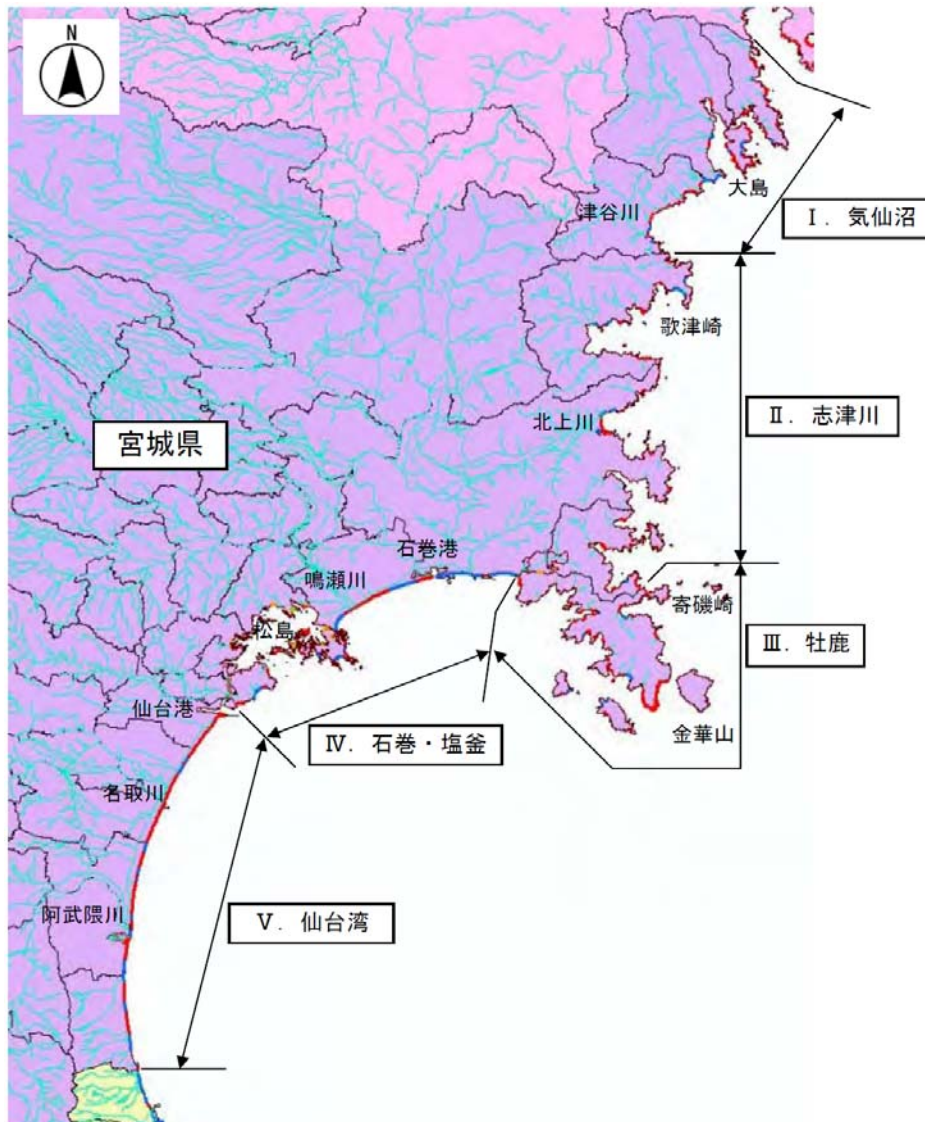 N
大島
津谷川
Ⅰ．気仙沼
歌津崎
北上川
Ⅱ．志津川
宮城県
石巻港
鳴瀬川
寄磯崎
松島
Ⅲ．牡鹿
仙台港
金華山
Ⅳ．石巻・塩釜
名取川
阿武隈川
Ⅴ．仙台湾